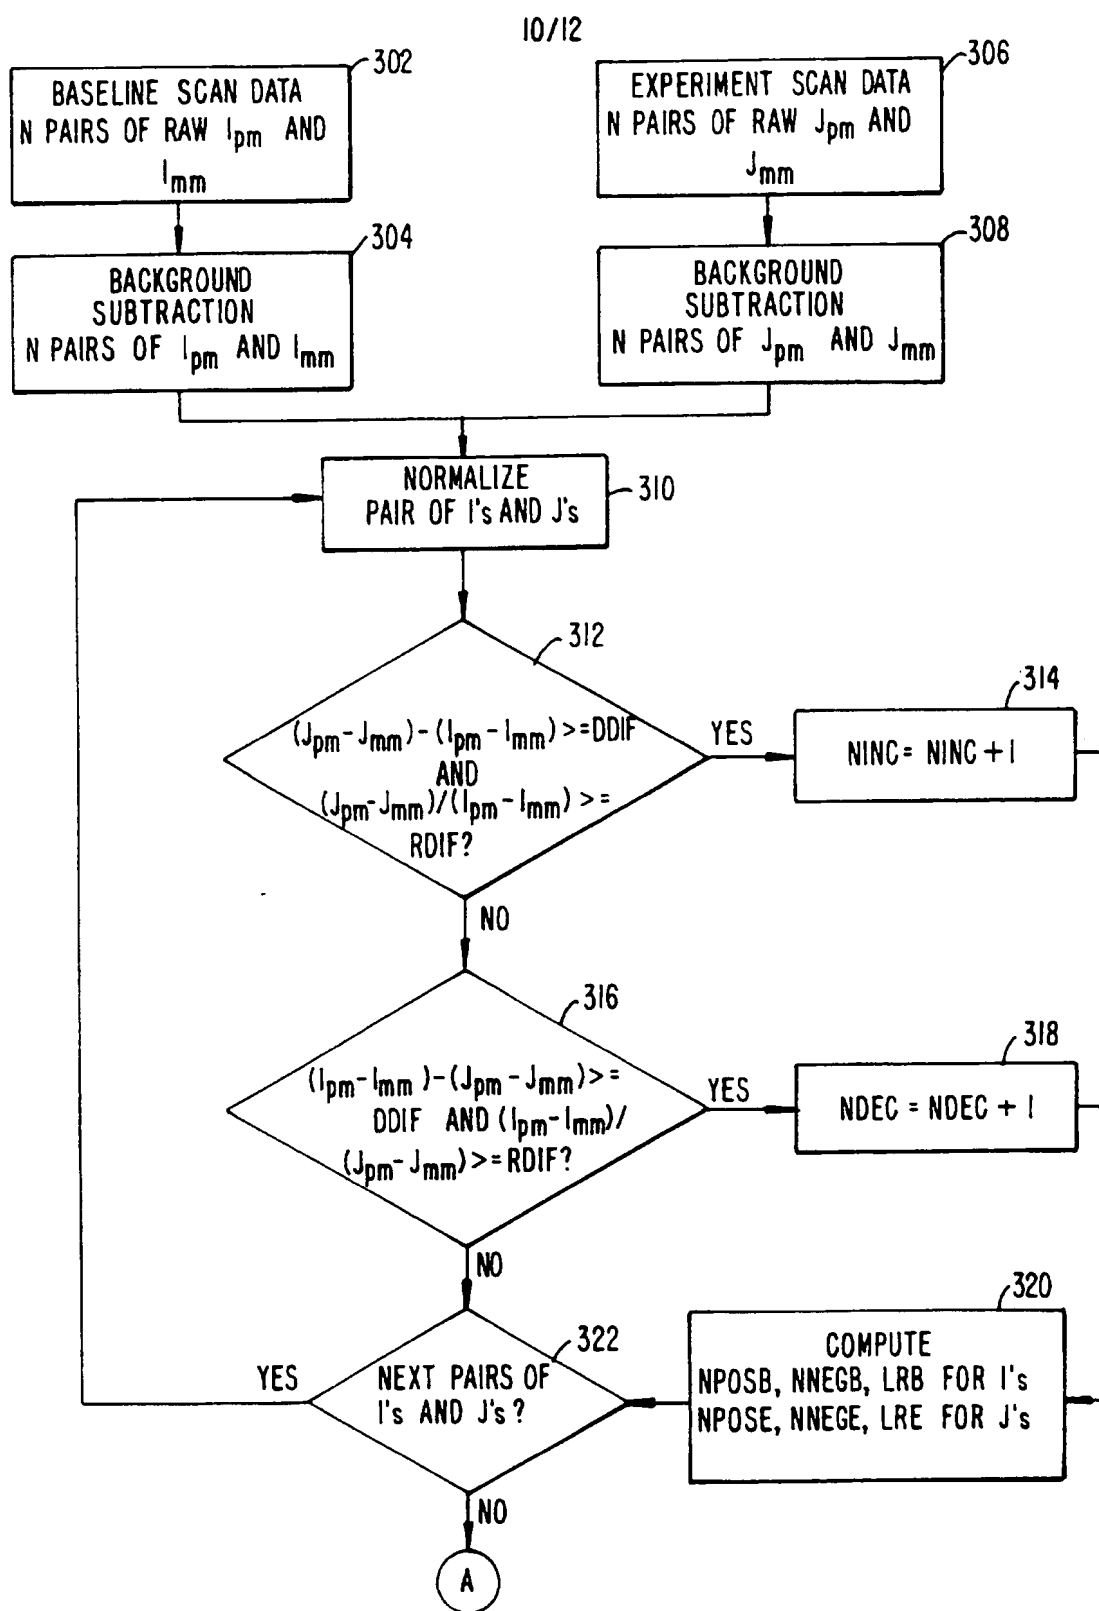 10/12
302
BASELINE SCAN DATA
N PAIRS OF RAW Ipm AND
Imm
306
EXPERIMENT SCAN DATA
N PAIRS OF RAW Jpm AND
Jmm
304
BACKGROUND
SUBTRACTION
N PAIRS OF Ipm AND Imm
308
BACKGROUND
SUBTRACTION
N PAIRS OF Jpm AND Jmm
NORMALIZE
PAIR OF I's AND J's
310
312
(Jpm-Jmm)-(Ipm-Imm)>=DDIF
AND
(Jpm-Jmm)/(Ipm-Imm)>=
RDIF?
YES
314
NINC= NINC+1
NO
316
(Ipm-Imm)-(Jpm-Jmm)>=
DDIF AND (Ipm-Imm)/
(Jpm-Jmm)>=RDIF?
YES
318
NDEC = NDEC + 1
NO
322
NEXT PAIRS OF
I's AND J's?
YES
320
COMPUTE
NPOSB, NNEGB, LRB FOR I's
NPOSE, NNEGE, LRE FOR J's
NO
A